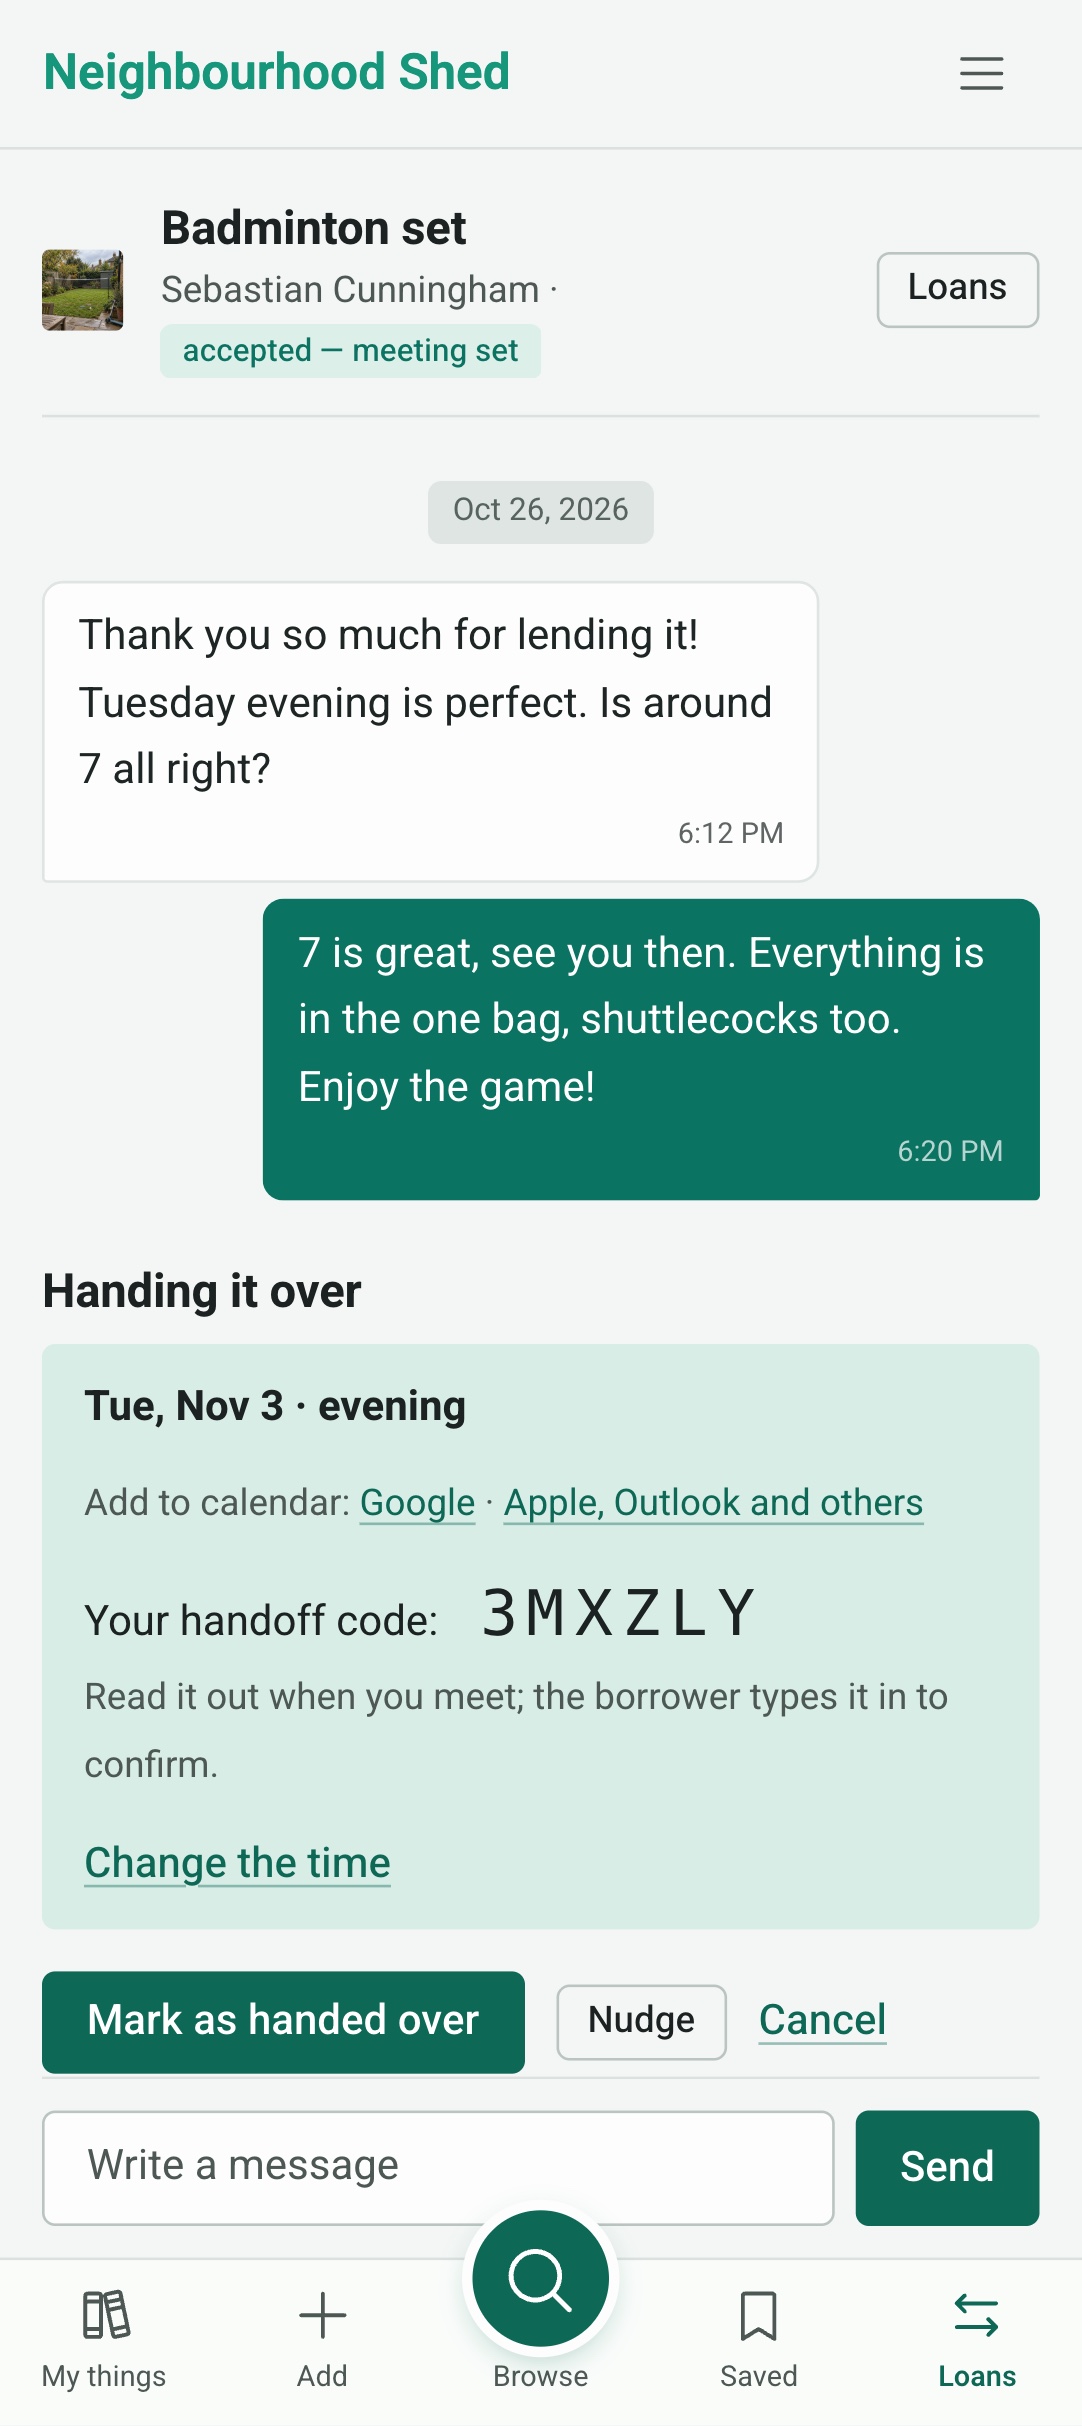 Neighbourhood Shed
Badminton set
Sebastian Cunningham ·
accepted — meeting set
Loans
Oct 26, 2026
Thank you so much for lending it!
Tuesday evening is perfect. Is around
7 all right?
6:12 PM
7 is great, see you then. Everything is
in the one bag, shuttlecocks too.
Enjoy the game!
6:20 PM
Handing it over
Tue, Nov 3 · evening
Add to calendar: Google · Apple, Outlook and others
Your handoff code: 3MXZLY
Read it out when you meet; the borrower types it in to
confirm.
Change the time
Mark as handed over
Nudge
Cancel
Write a message
Send
My things
Add
Browse
Saved
Loans